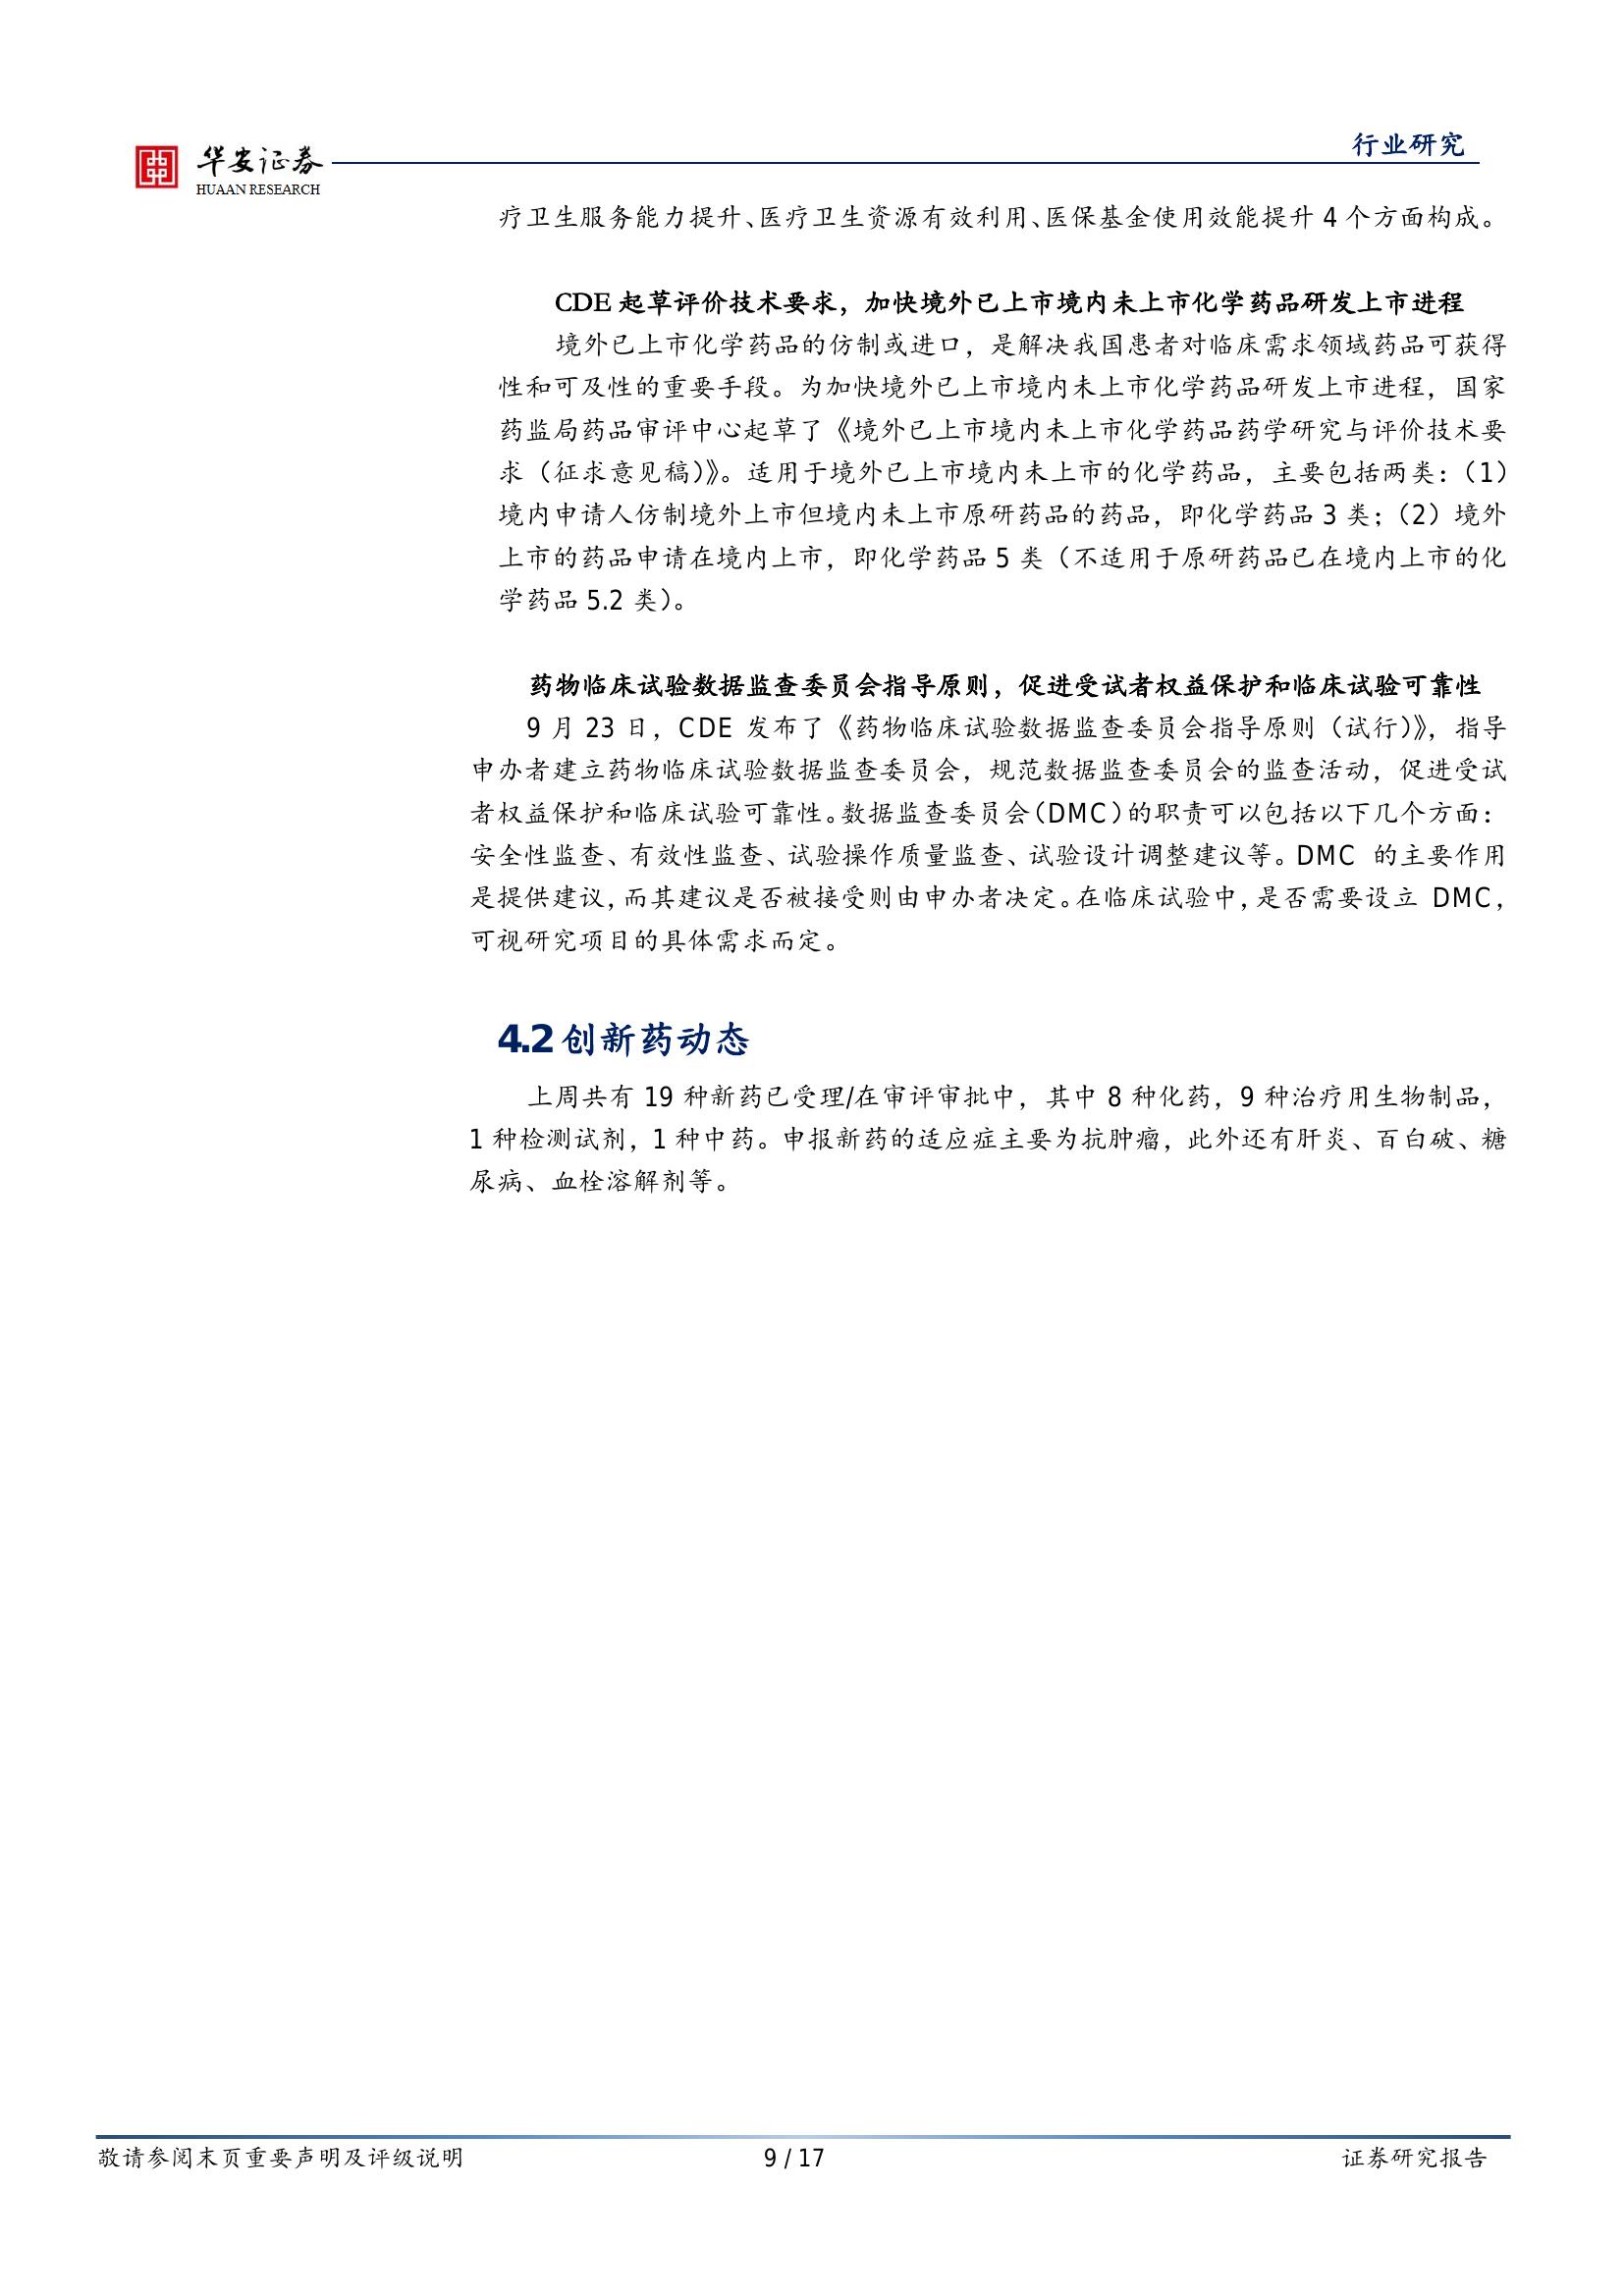 华安证券
HUAAN RESEARCH
行业研究
疗卫生服务能力提升、医疗卫生资源有效利用、医保基金使用效能提升 4 个方面构成。
CDE 起草评价技术要求，加快境外已上市境内未上市化学药品研发上市进程
境外已上市化学药品的仿制或进口，是解决我国患者对临床需求领域药品可获得
性和可及性的重要手段。为加快境外已上市境内未上市化学药品研发上市进程，国家
药监局药品审评中心起草了《境外已上市境内未上市化学药品药学研究与评价技术要
求（征求意见稿）》。适用于境外已上市境内未上市的化学药品，主要包括两类：（1）
境内申请人仿制境外上市但境内未上市原研药品的药品，即化学药品 3 类；（2）境外
上市的药品申请在境内上市，即化学药品 5 类（不适用于原研药品已在境内上市的化
学药品 5.2 类）。
药物临床试验数据监查委员会指导原则，促进受试者权益保护和临床试验可靠性
9 月 23 日，CDE 发布了《药物临床试验数据监查委员会指导原则（试行）》，指导
申办者建立药物临床试验数据监查委员会，规范数据监查委员会的监查活动，促进受试
者权益保护和临床试验可靠性。数据监查委员会（DMC）的职责可以包括以下几个方面：
安全性监查、有效性监查、试验操作质量监查、试验设计调整建议等。DMC 的主要作用
是提供建议，而其建议是否被接受则由申办者决定。在临床试验中，是否需要设立 DMC，
可视研究项目的具体需求而定。
4.2 创新药动态
上周共有 19 种新药已受理/在审评审批中，其中 8 种化药，9 种治疗用生物制品，
1 种检测试剂，1 种中药。申报新药的适应症主要为抗肿瘤，此外还有肝炎、百白破、糖
尿病、血栓溶解剂等。
敬请参阅末页重要声明及评级说明
9 / 17
证券研究报告